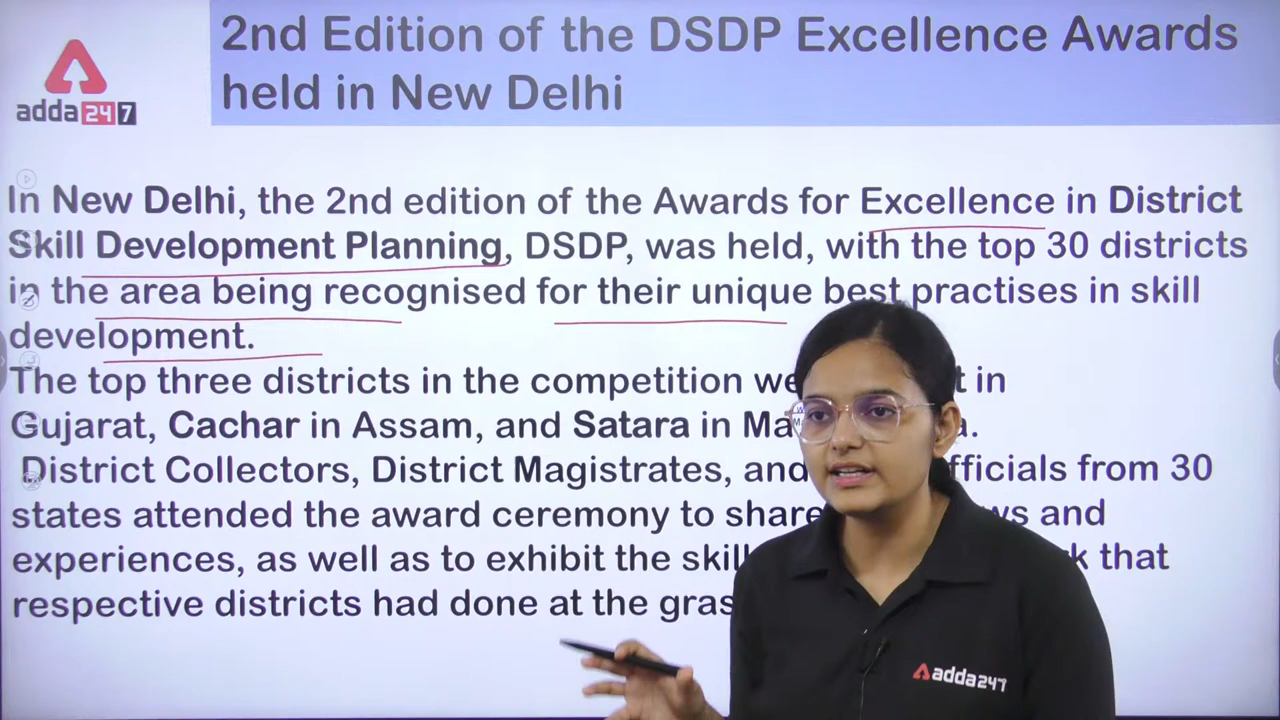 2nd Edition of the DSDP Excellence Awards
held in New Delhi
adda247
In New Delhi, the 2nd edition of the Awards for Excellence in District
Skill Development Planning, DSDP, was held, with the top 30 districts
in the area being recognised for their unique best practises in skill
development.
The top three districts in the competition in
Gujarat, Cachar in Assam, and Satara in
District Collectors, District Magistrates, and officials from 30
states attended the award ceremony to share and
experiences, as well as to exhibit the skill that
respective districts had done at the
adda247